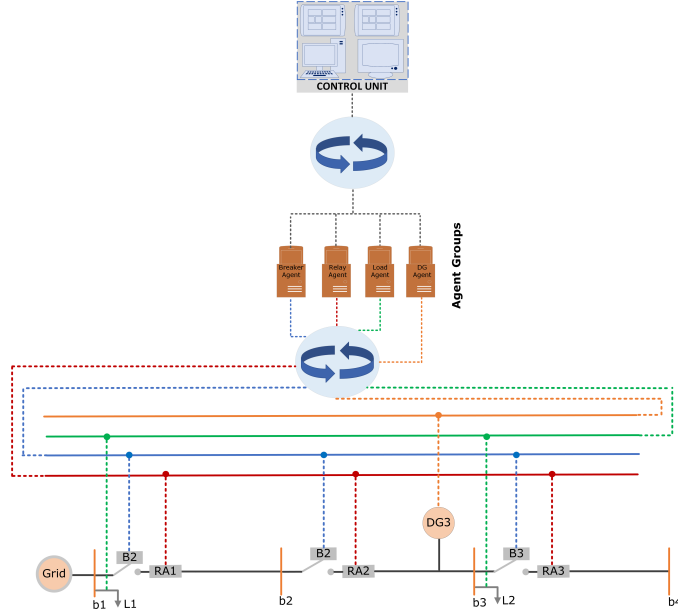 CONTROL UNIT
Breaker
Agent
Relay
Agent
Load
Agent
DG
Agent
Agent Groups
DG3
Grid
B2
RA1
B2
RA2
B3
RA3
b1
L1
b2
b3
L2
b4